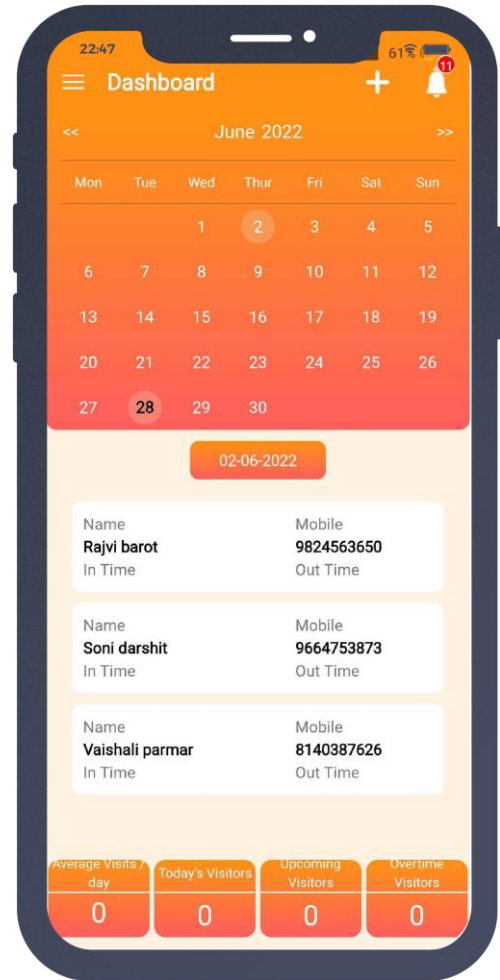 22:47 61%
Dashboard 11
<< June 2022 >>
Mon Tue Wed Thur Fri Sat Sun
1 2 3 4 5
6 7 8 9 10 11 12
13 14 15 16 17 18 19
20 21 22 23 24 25 26
27 28 29 30
02-06-2022
Name Mobile
Rajvi barot 9824563650
In Time Out Time
Name Mobile
Soni darshit 9664753873
In Time Out Time
Name Mobile
Vaishali parmar 8140387626
In Time Out Time
Average Visits / day Today's Visitors Upcoming Visitors Overtime Visitors
0 0 0 0